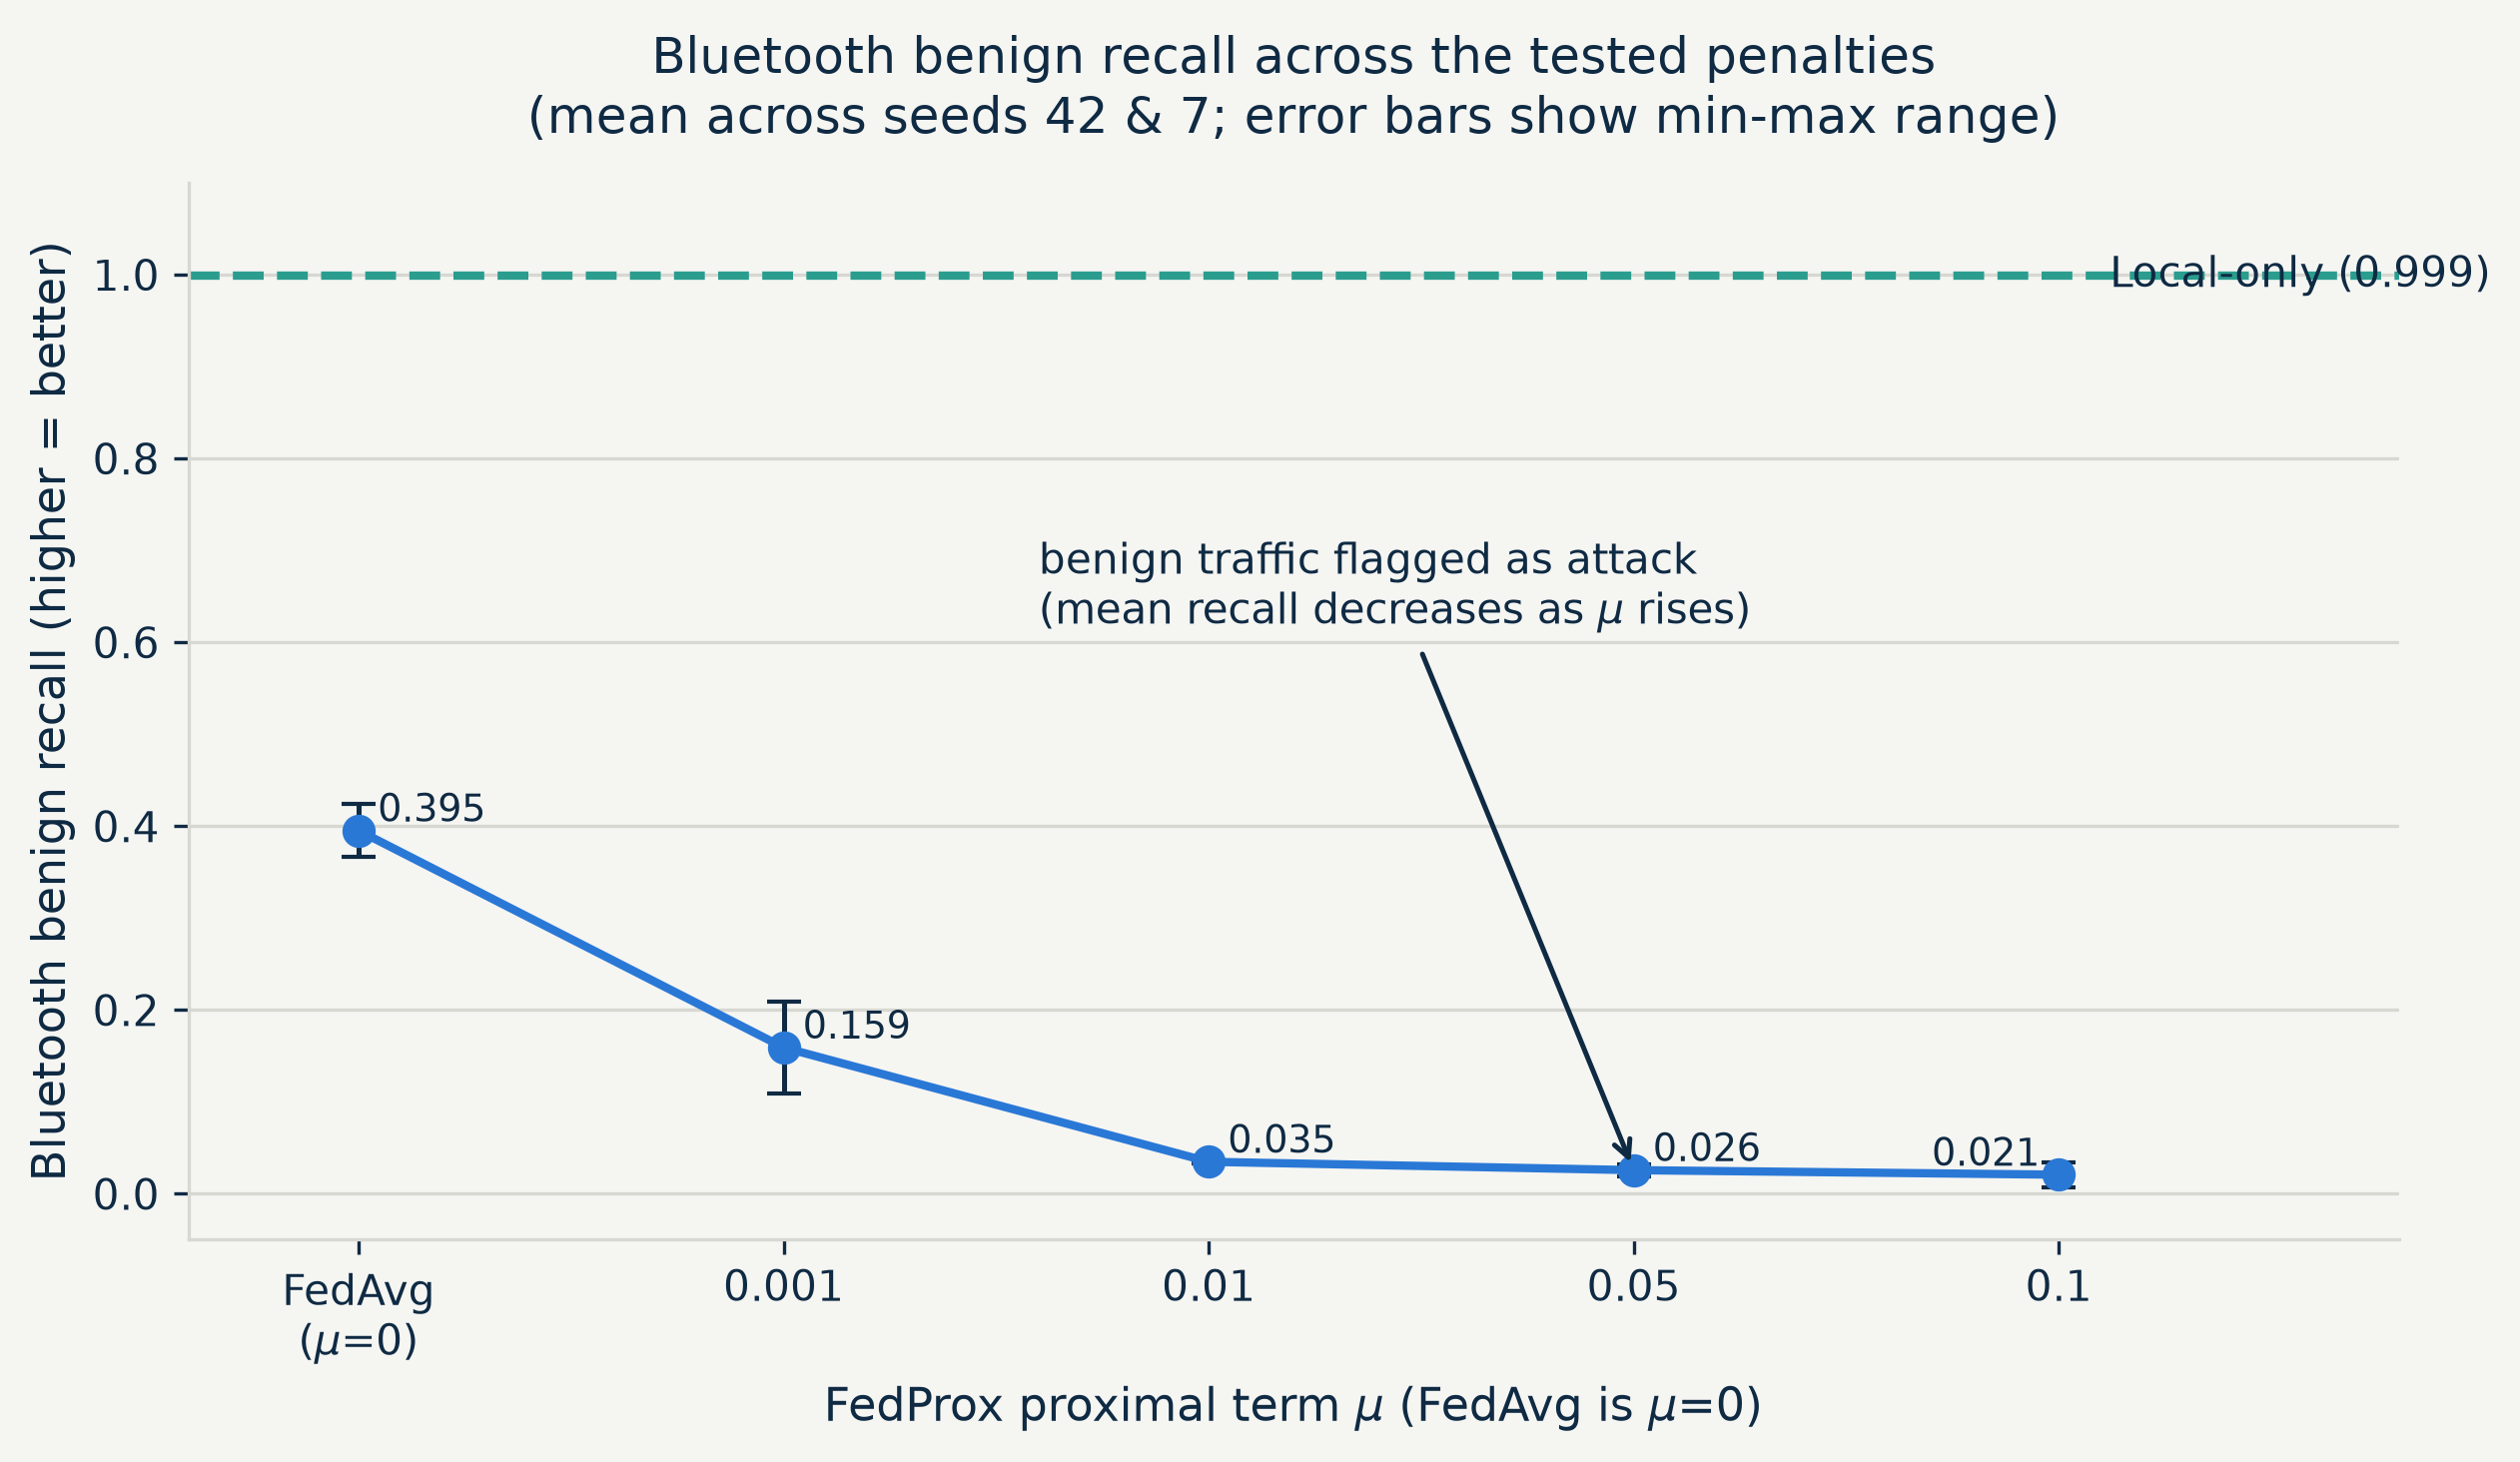 Bluetooth benign recall across the tested penalties
(mean across seeds 42 & 7; error bars show min-max range)
Bluetooth benign recall (higher = better)
1.0
0.8
0.6
0.4
0.2
0.0
Local-only (0.999)
benign traffic flagged as attack
(mean recall decreases as μ rises)
0.395
0.159
0.035
0.026
0.021
FedAvg
(μ=0)
0.001
0.01
0.05
0.1
FedProx proximal term μ (FedAvg is μ=0)